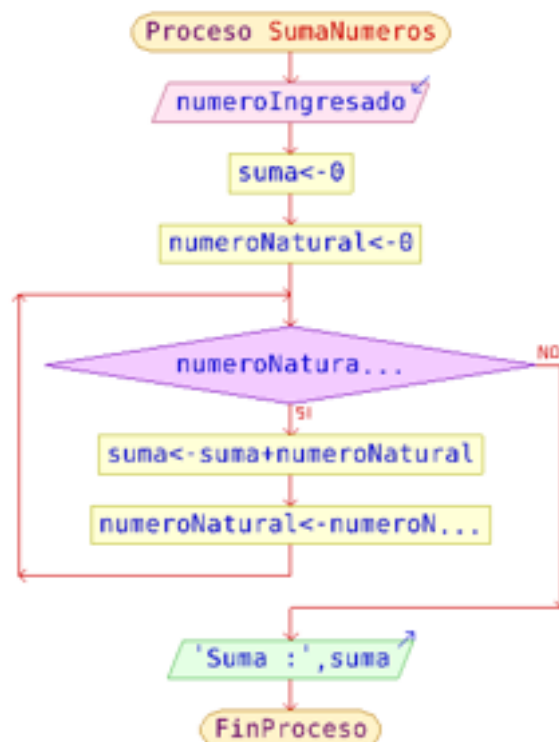 Proceso SumaNumeros
numeroIngresado
suma<-0
numeroNatural<-0
numeroNatura...
NO
SI
suma<-suma+numeroNatural
numeroNatural<-numeroN...
'Suma :',suma
FinProceso